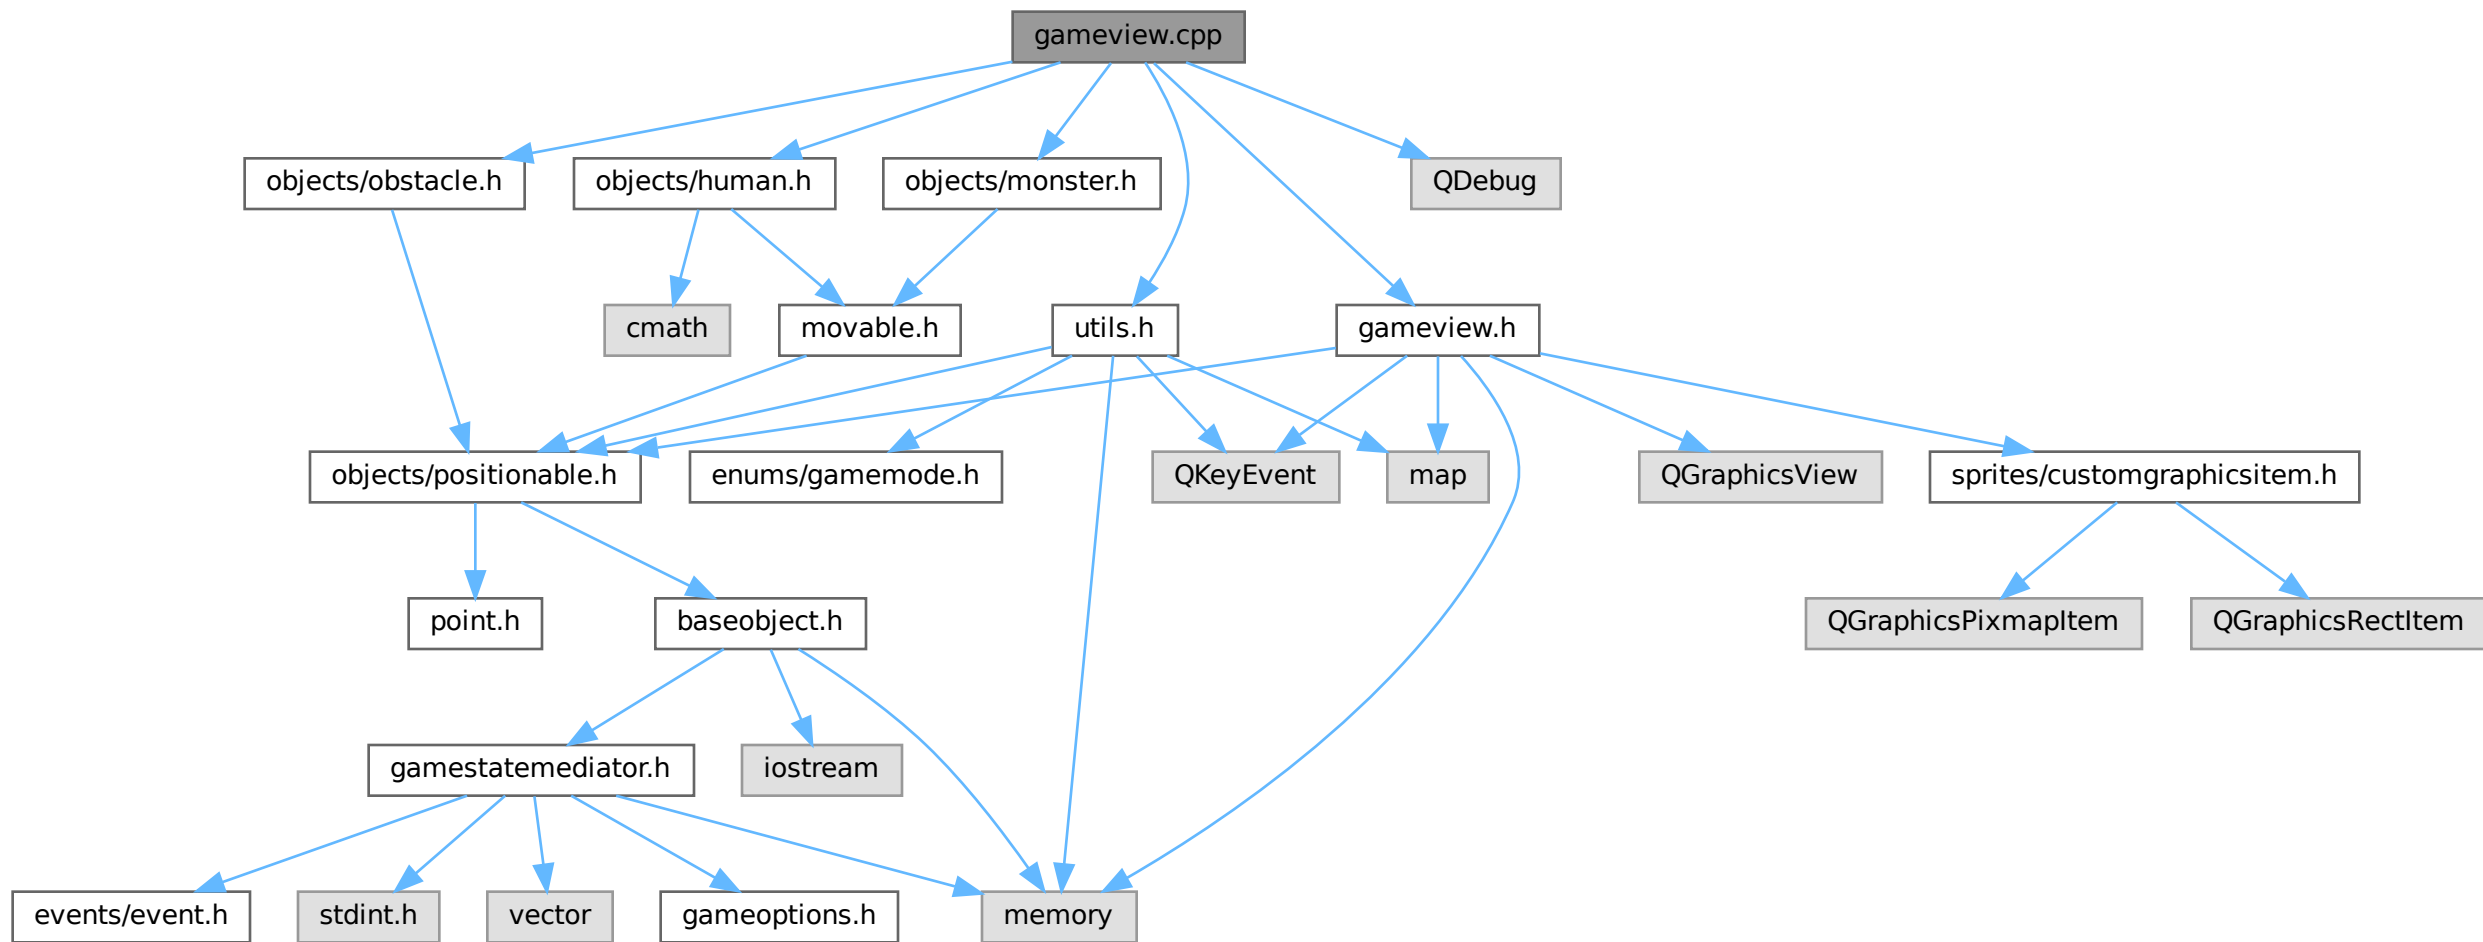 gameview.cpp
objects/obstacle.h
objects/human.h
objects/monster.h
QDebug
cmath
movable.h
utils.h
gameview.h
objects/positionable.h
enums/gamemode.h
QKeyEvent
map
QGraphicsView
sprites/customgraphicsitem.h
point.h
baseobject.h
QGraphicsPixmapItem
QGraphicsRectItem
gamestatemediator.h
iostream
events/event.h
stdint.h
vector
gameoptions.h
memory